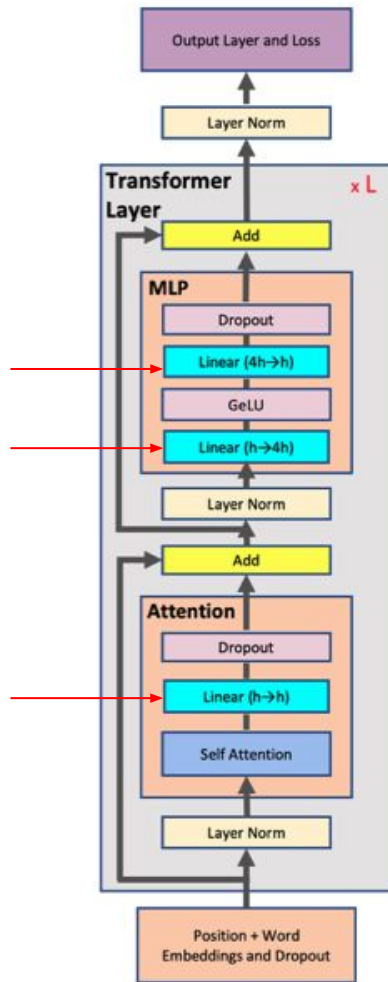 Output Layer and Loss
Layer Norm
Transformer
Layer
x L
Add
MLP
Dropout
Linear (4h→h)
GeLU
Linear (h→4h)
Layer Norm
Add
Attention
Dropout
Linear (h→h)
Self Attention
Layer Norm
Position + Word
Embeddings and Dropout